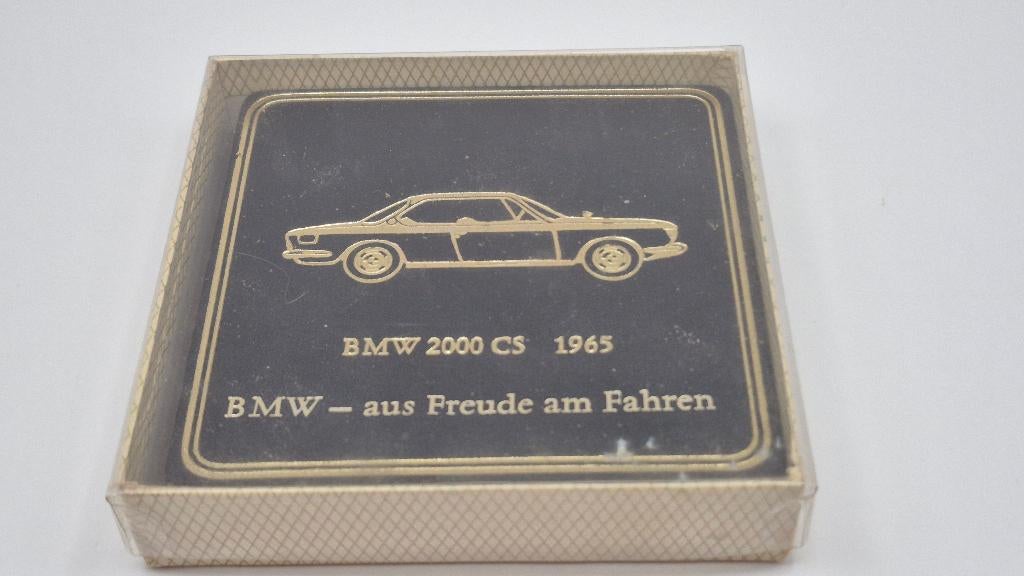 BMW 2000 CS 1965
BMW – aus Freude am Fahren